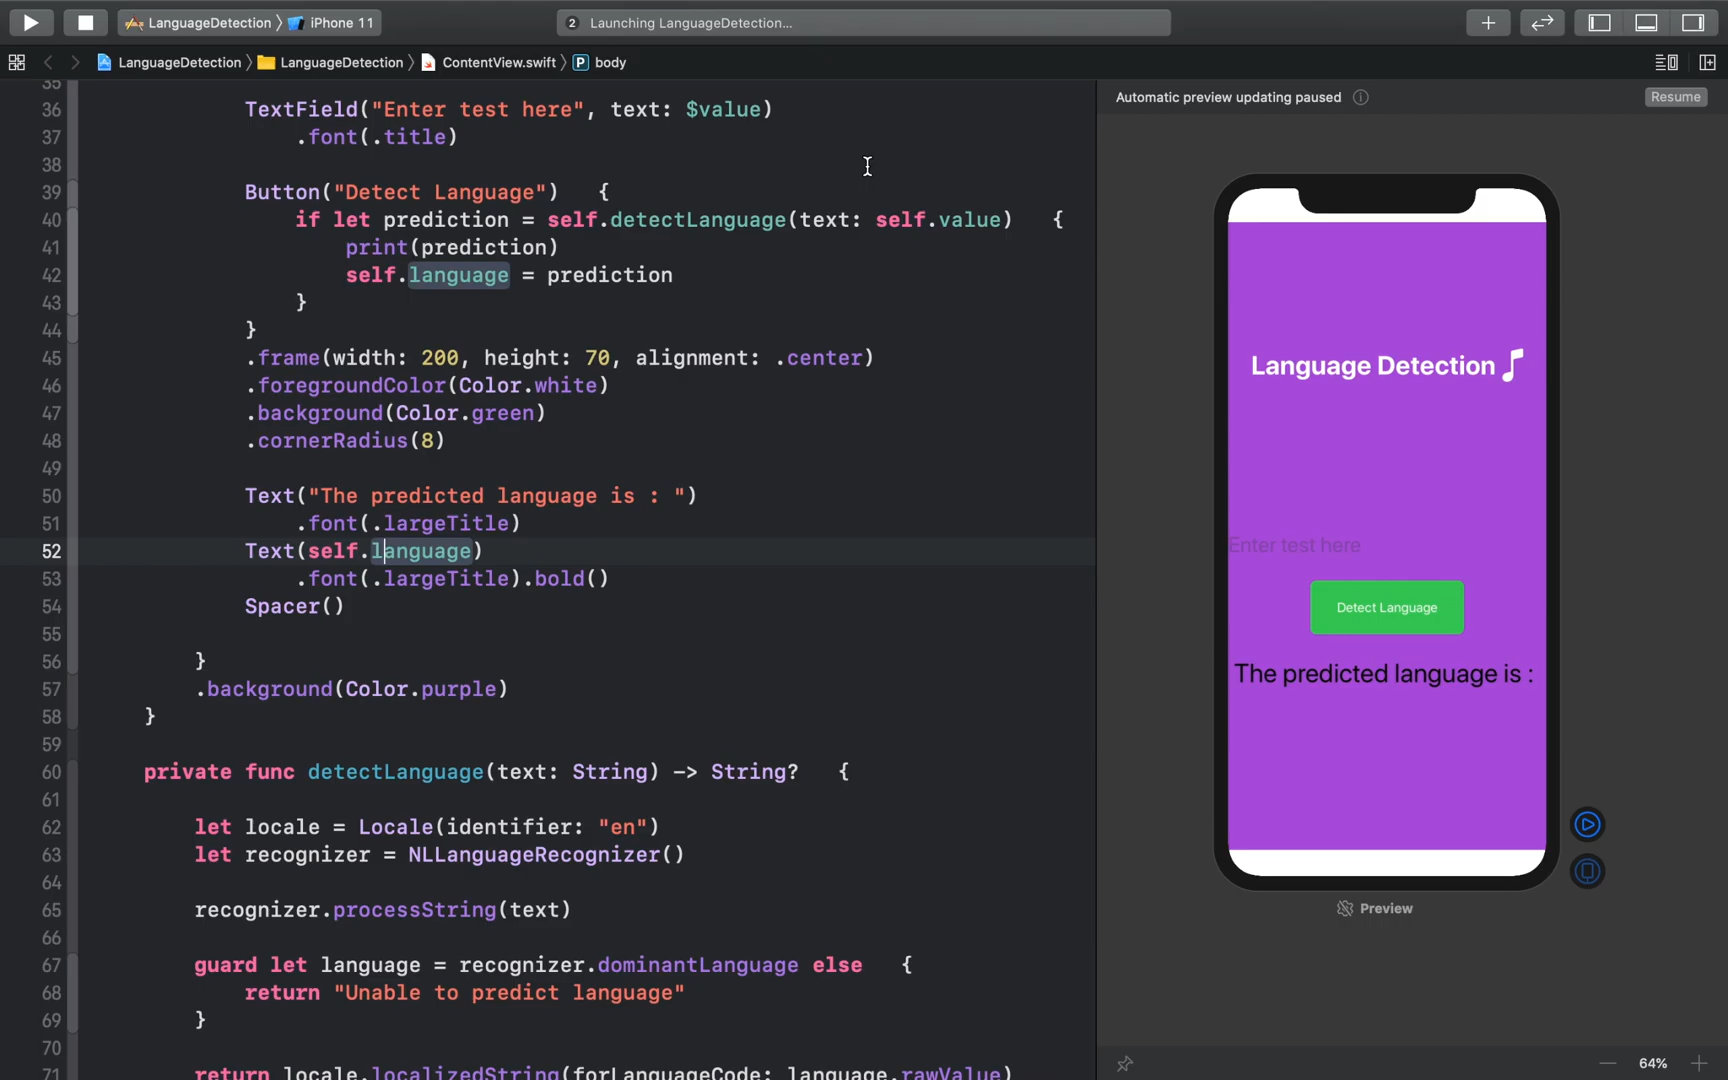 LanguageDetection 〉 iPhone 11
2 Launching LanguageDetection...
LanguageDetection 〉 LanguageDetection 〉 ContentView.swift 〉 P body
35
36 TextField("Enter test here", text: $value)
37 .font(.title)
38
39 Button("Detect Language") {
40 if let prediction = self.detectLanguage(text: self.value) {
41 print(prediction)
42 self.language = prediction
43 }
44 }
45 .frame(width: 200, height: 70, alignment: .center)
46 .foregroundColor(Color.white)
47 .background(Color.green)
48 .cornerRadius(8)
49
50 Text("The predicted language is : ")
51 .font(.largeTitle)
52 Text(self.language)
53 .font(.largeTitle).bold()
54 Spacer()
55
56 }
57 .background(Color.purple)
58 }
59
60 private func detectLanguage(text: String) -> String? {
61
62 let locale = Locale(identifier: "en")
63 let recognizer = NLLanguageRecognizer()
64
65 recognizer.processString(text)
66
67 guard let language = recognizer.dominantLanguage else {
68 return "Unable to predict language"
69 }
70
71 return locale.localizedString(forLanguageCode: language.rawValue)
Automatic preview updating paused
Resume
Language Detection
Enter test here
Detect Language
The predicted language is :
Preview
64%